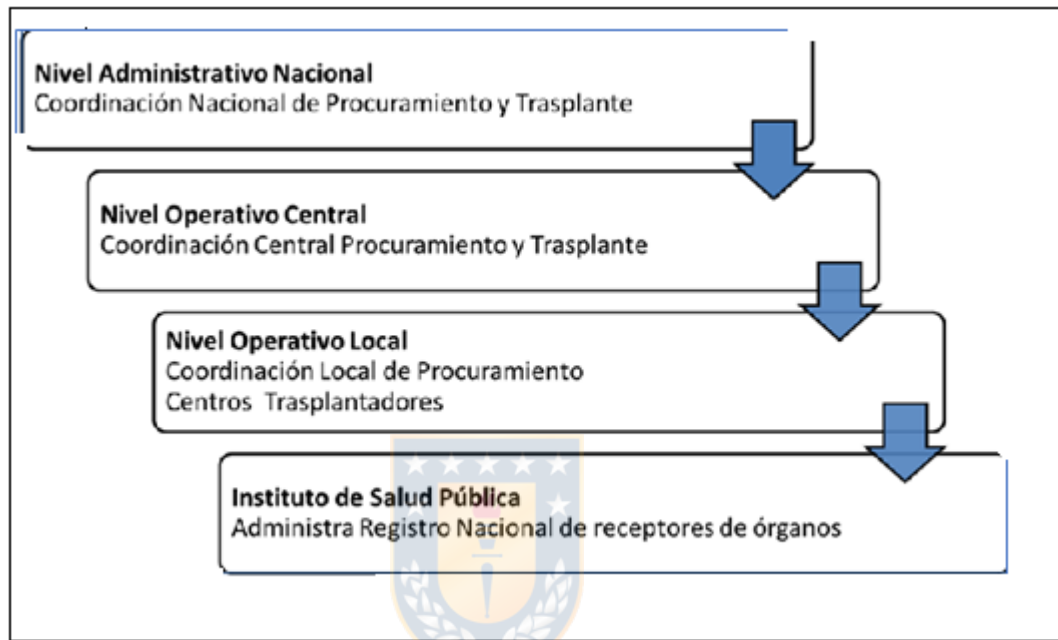 Nivel Administrativo Nacional
Coordinación Nacional de Procuramiento y Trasplante
Nivel Operativo Central
Coordinación Central Procuramiento y Trasplante
Nivel Operativo Local
Coordinación Local de Procuramiento
Centros Trasplantadores
Instituto de Salud Pública
Administra Registro Nacional de receptores de órganos